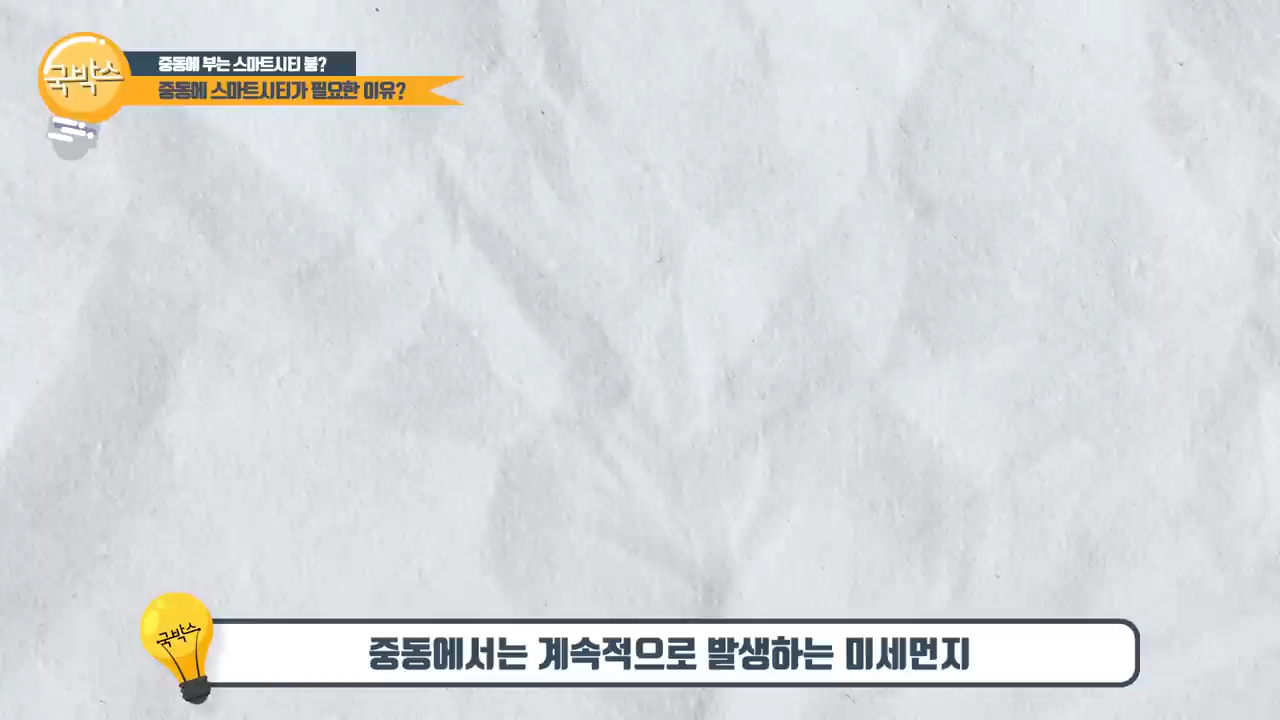 국박스
중동에 부는 스마트시티 붐?
중동에 스마트시티가 필요한 이유?
국박스
중동에서는 계속적으로 발생하는 미세먼지